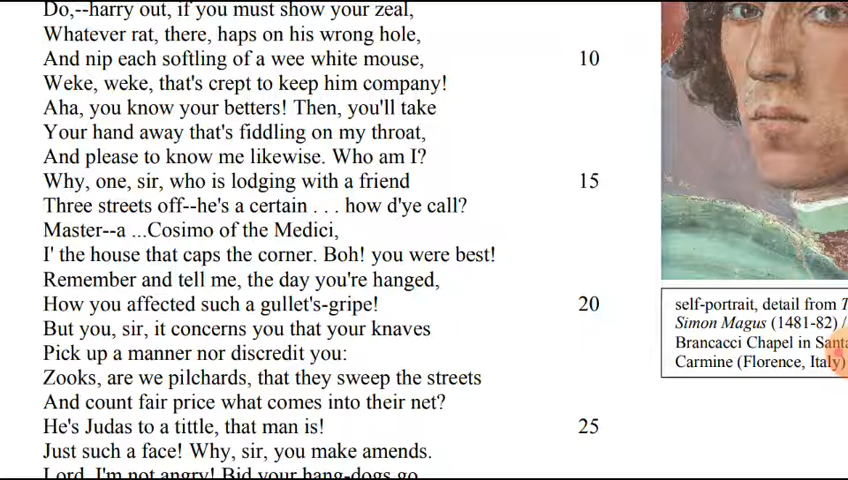 Do,--harry out, if you must show your zeal,
Whatever rat, there, haps on his wrong hole,
And nip each softling of a wee white mouse, 10
Weke, weke, that's crept to keep him company!
Aha, you know your betters! Then, you'll take
Your hand away that's fiddling on my throat,
And please to know me likewise. Who am I?
Why, one, sir, who is lodging with a friend 15
Three streets off--he's a certain . . . how d'ye call?
Master--a ...Cosimo of the Medici,
I' the house that caps the corner. Boh! you were best!
Remember and tell me, the day you're hanged,
How you affected such a gullet's-gripe! 20
But you, sir, it concerns you that your knaves
Pick up a manner nor discredit you:
Zooks, are we pilchards, that they sweep the streets
And count fair price what comes into their net?
He's Judas to a tittle, that man is! 25
Just such a face! Why, sir, you make amends.
Lord, I'm not angry! Bid your hang-dogs go
self-portrait, detail from
Simon Magus (1481-82) /
Brancacci Chapel in
Carmine (Florence, Italy)